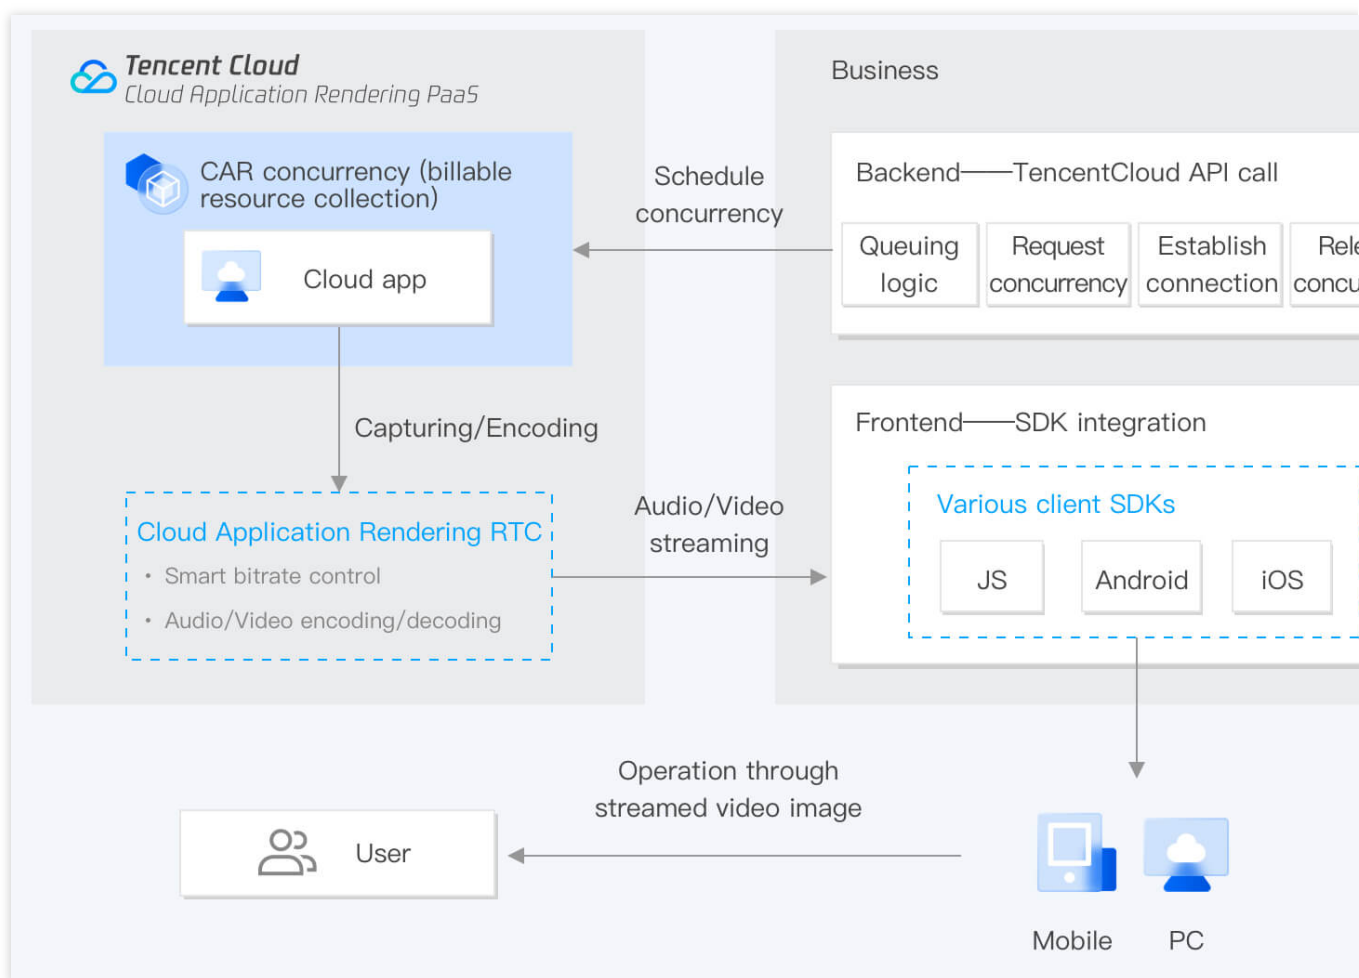 Tencent Cloud
Cloud Application Rendering PaaS
CAR concurrency (billable
resource collection)
Cloud app
Capturing/Encoding
Cloud Application Rendering RTC
• Smart bitrate control
• Audio/Video encoding/decoding
Schedule
concurrency
Audio/Video
streaming
Business
Backend——TencentCloud API call
Queuing
logic
Request
concurrency
Establish
connection
Frontend——SDK integration
Various client SDKs
JS
Android
iOS
Operation through
streamed video image
User
Mobile
PC